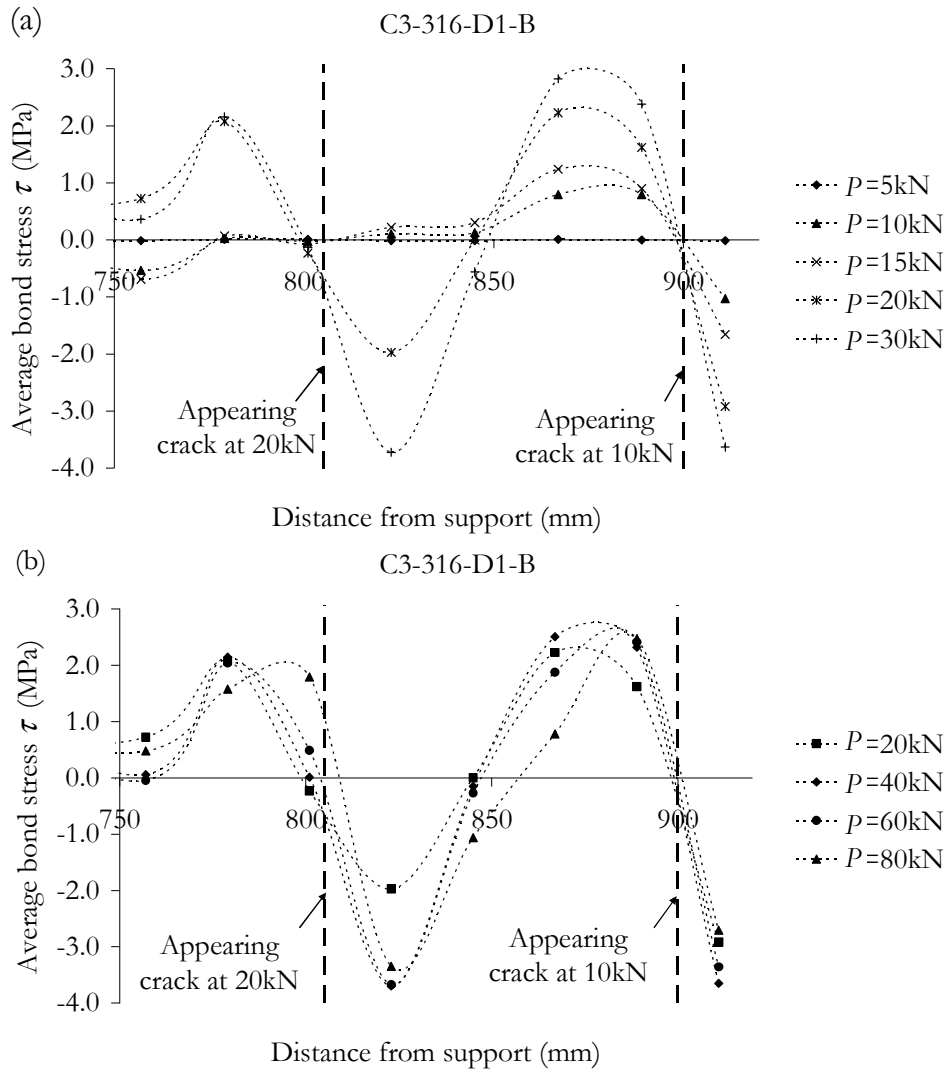 (a)
C3-316-D1-B
Average bond stress τ (MPa)
3.0
2.0
1.0
0.0
-1.0
-2.0
-3.0
-4.0
750
800
850
900
Appearing
crack at 20kN
Appearing
crack at 10kN
Distance from support (mm)
P=5kN
P=10kN
P=15kN
P=20kN
P=30kN
(b)
C3-316-D1-B
Average bond stress τ (MPa)
3.0
2.0
1.0
0.0
-1.0
-2.0
-3.0
-4.0
750
800
850
900
Appearing
crack at 20kN
Appearing
crack at 10kN
Distance from support (mm)
P=20kN
P=40kN
P=60kN
P=80kN